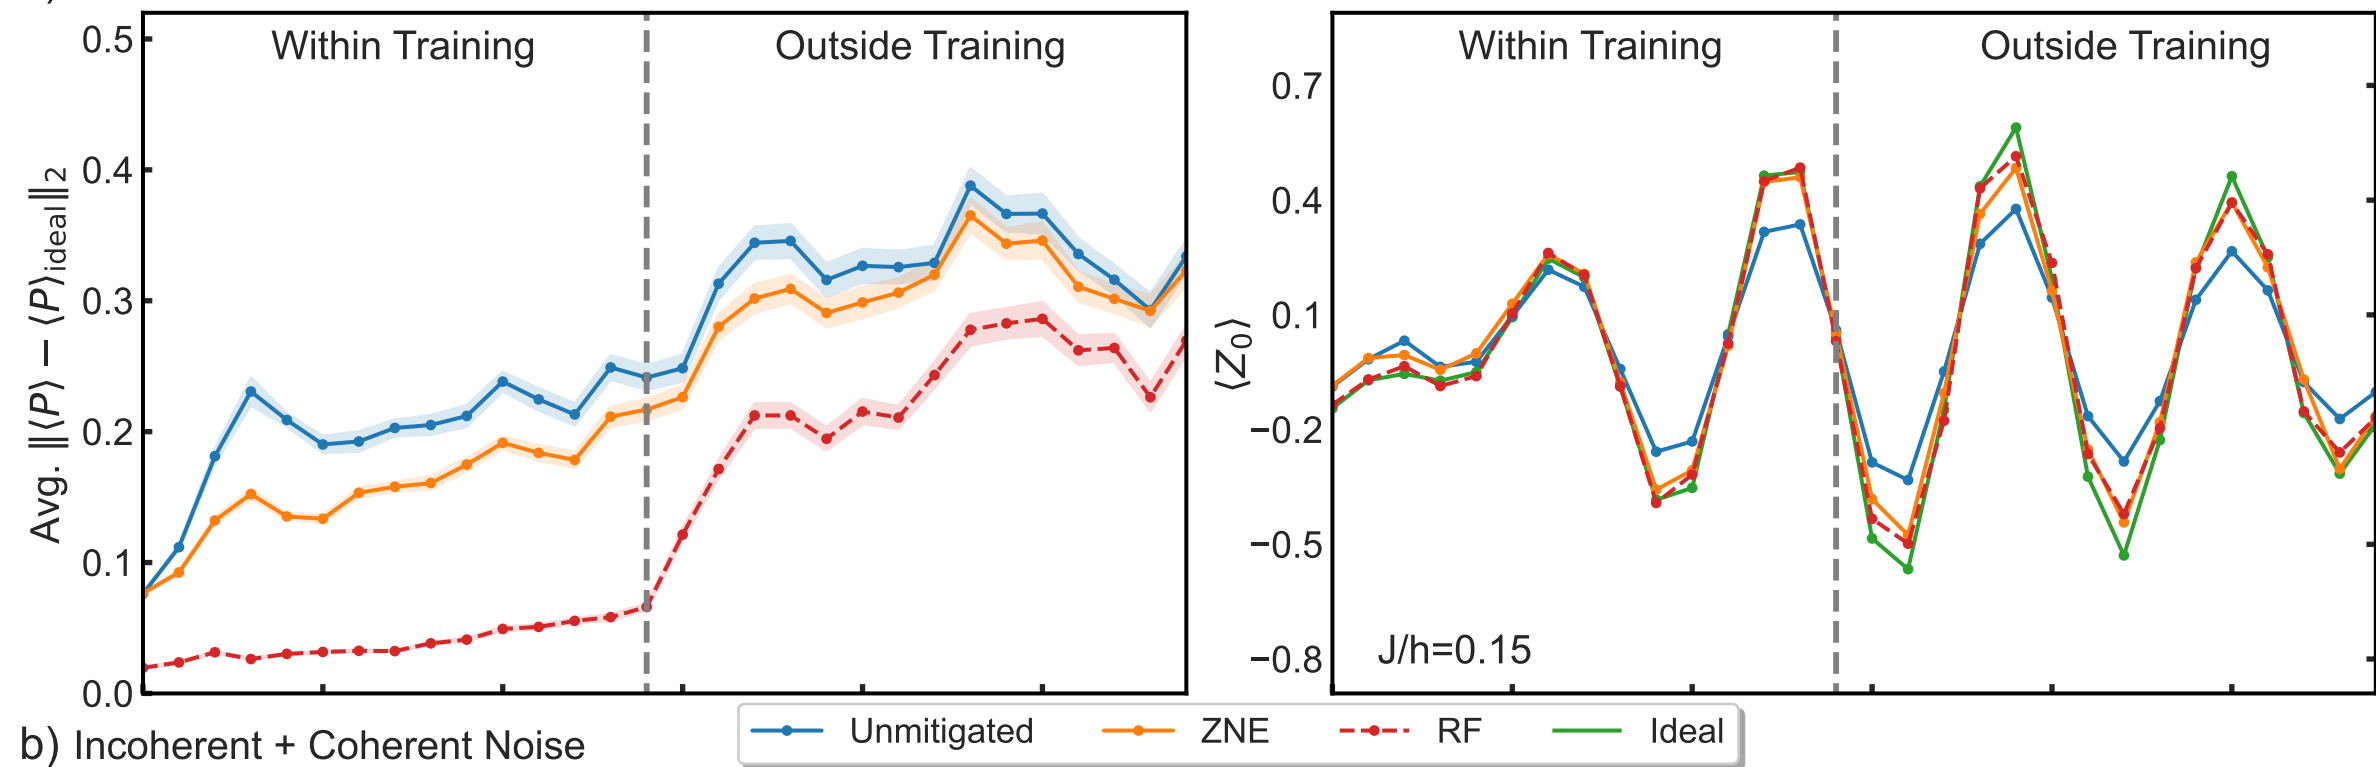 Within Training
Outside Training
0.5
0.4
0.3
0.2
0.1
0.0
Avg. ‖⟨P⟩ − ⟨P⟩ideal‖2
Within Training
Outside Training
0.7
0.4
0.1
−0.2
−0.5
−0.8
⟨Z0⟩
J/h=0.15
Unmitigated ZNE RF Ideal
b) Incoherent + Coherent Noise